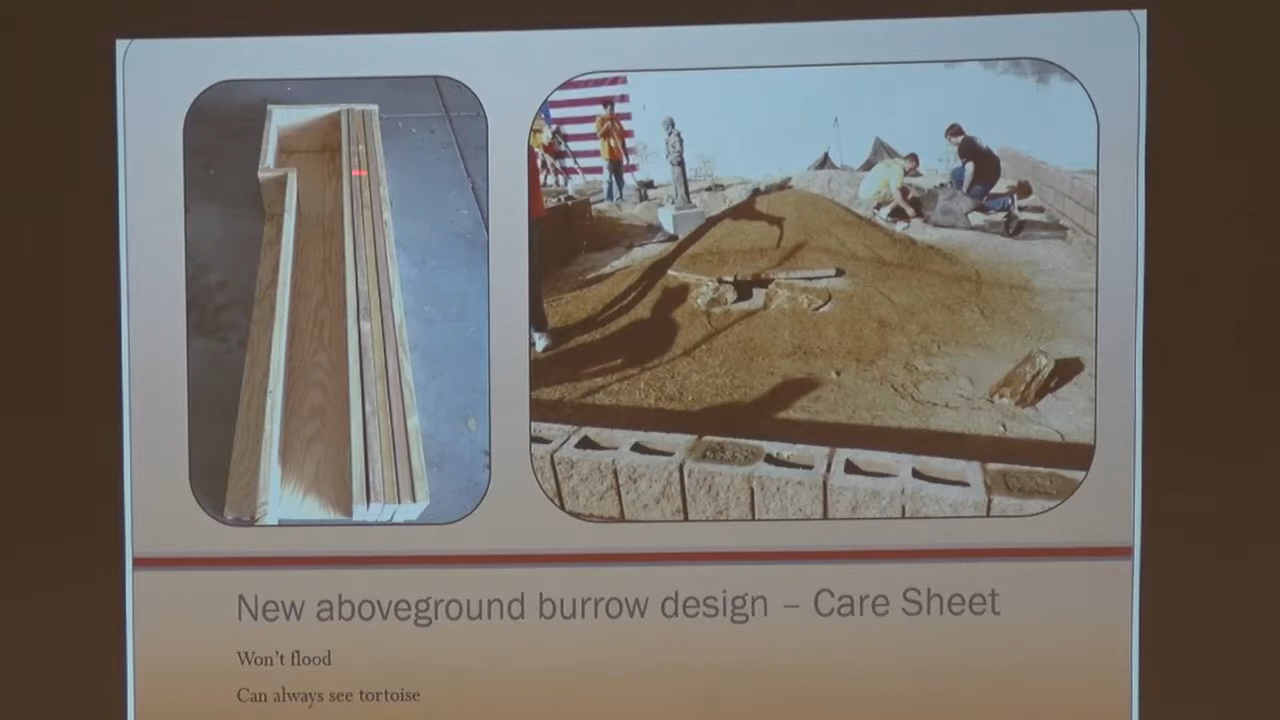 New aboveground burrow design – Care Sheet
Won't flood
Can always see tortoise